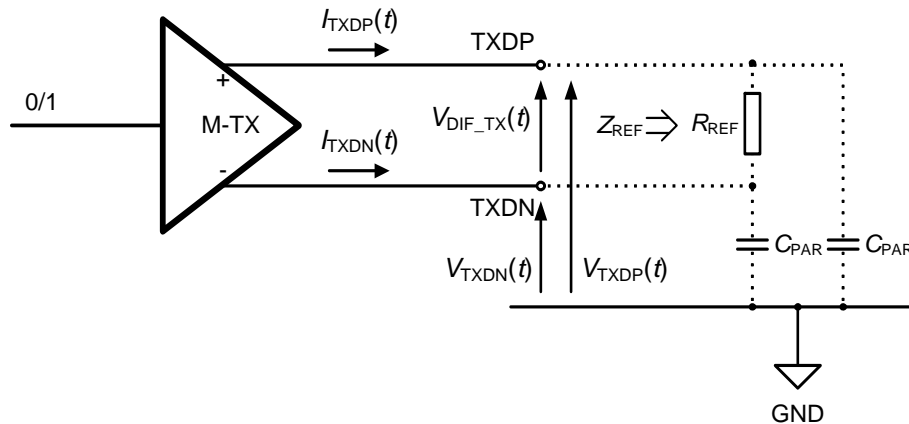 I_TXDP(t)
TXDP
0/1
+
M-TX
V_DIF_TX(t)
Z_REF
R_REF
I_TXDN(t)
-
TXDN
C_PAR
C_PAR
V_TXDN(t)
V_TXDP(t)
GND